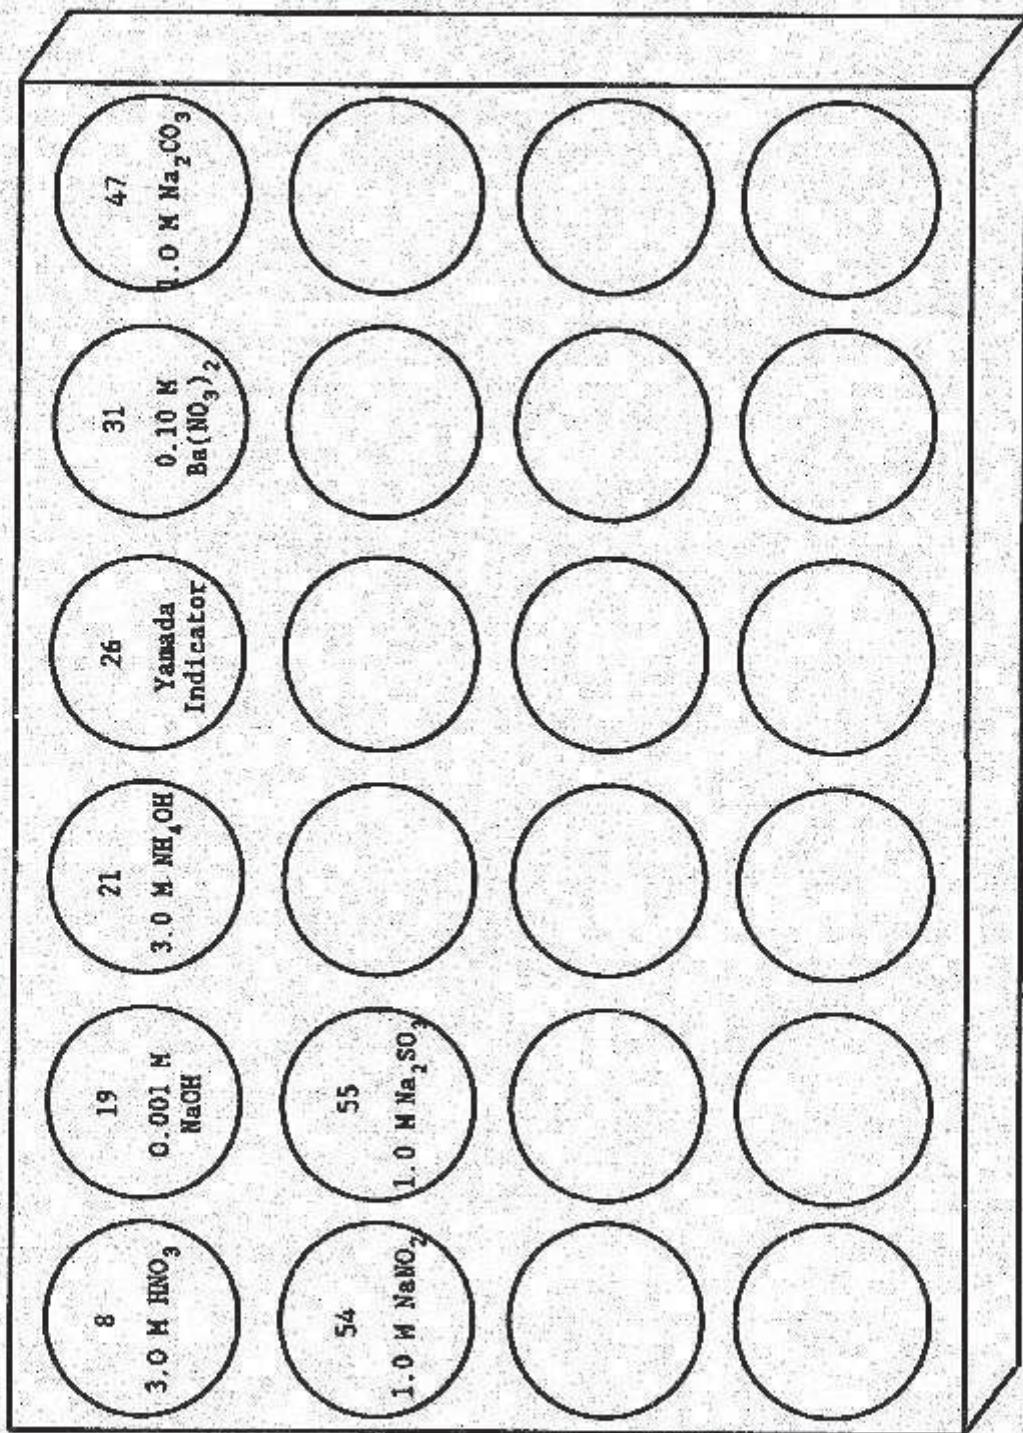 8
3.0 M HNO₃
19
0.001 M
NaOH
21
3.0 M NH₄OH
26
Yamada
Indicator
31
0.10 M
Ba(NO₃)₂
47
1.0 M Na₂CO₃
54
1.0 M NaNO₂
55
1.0 M Na₂SO₃